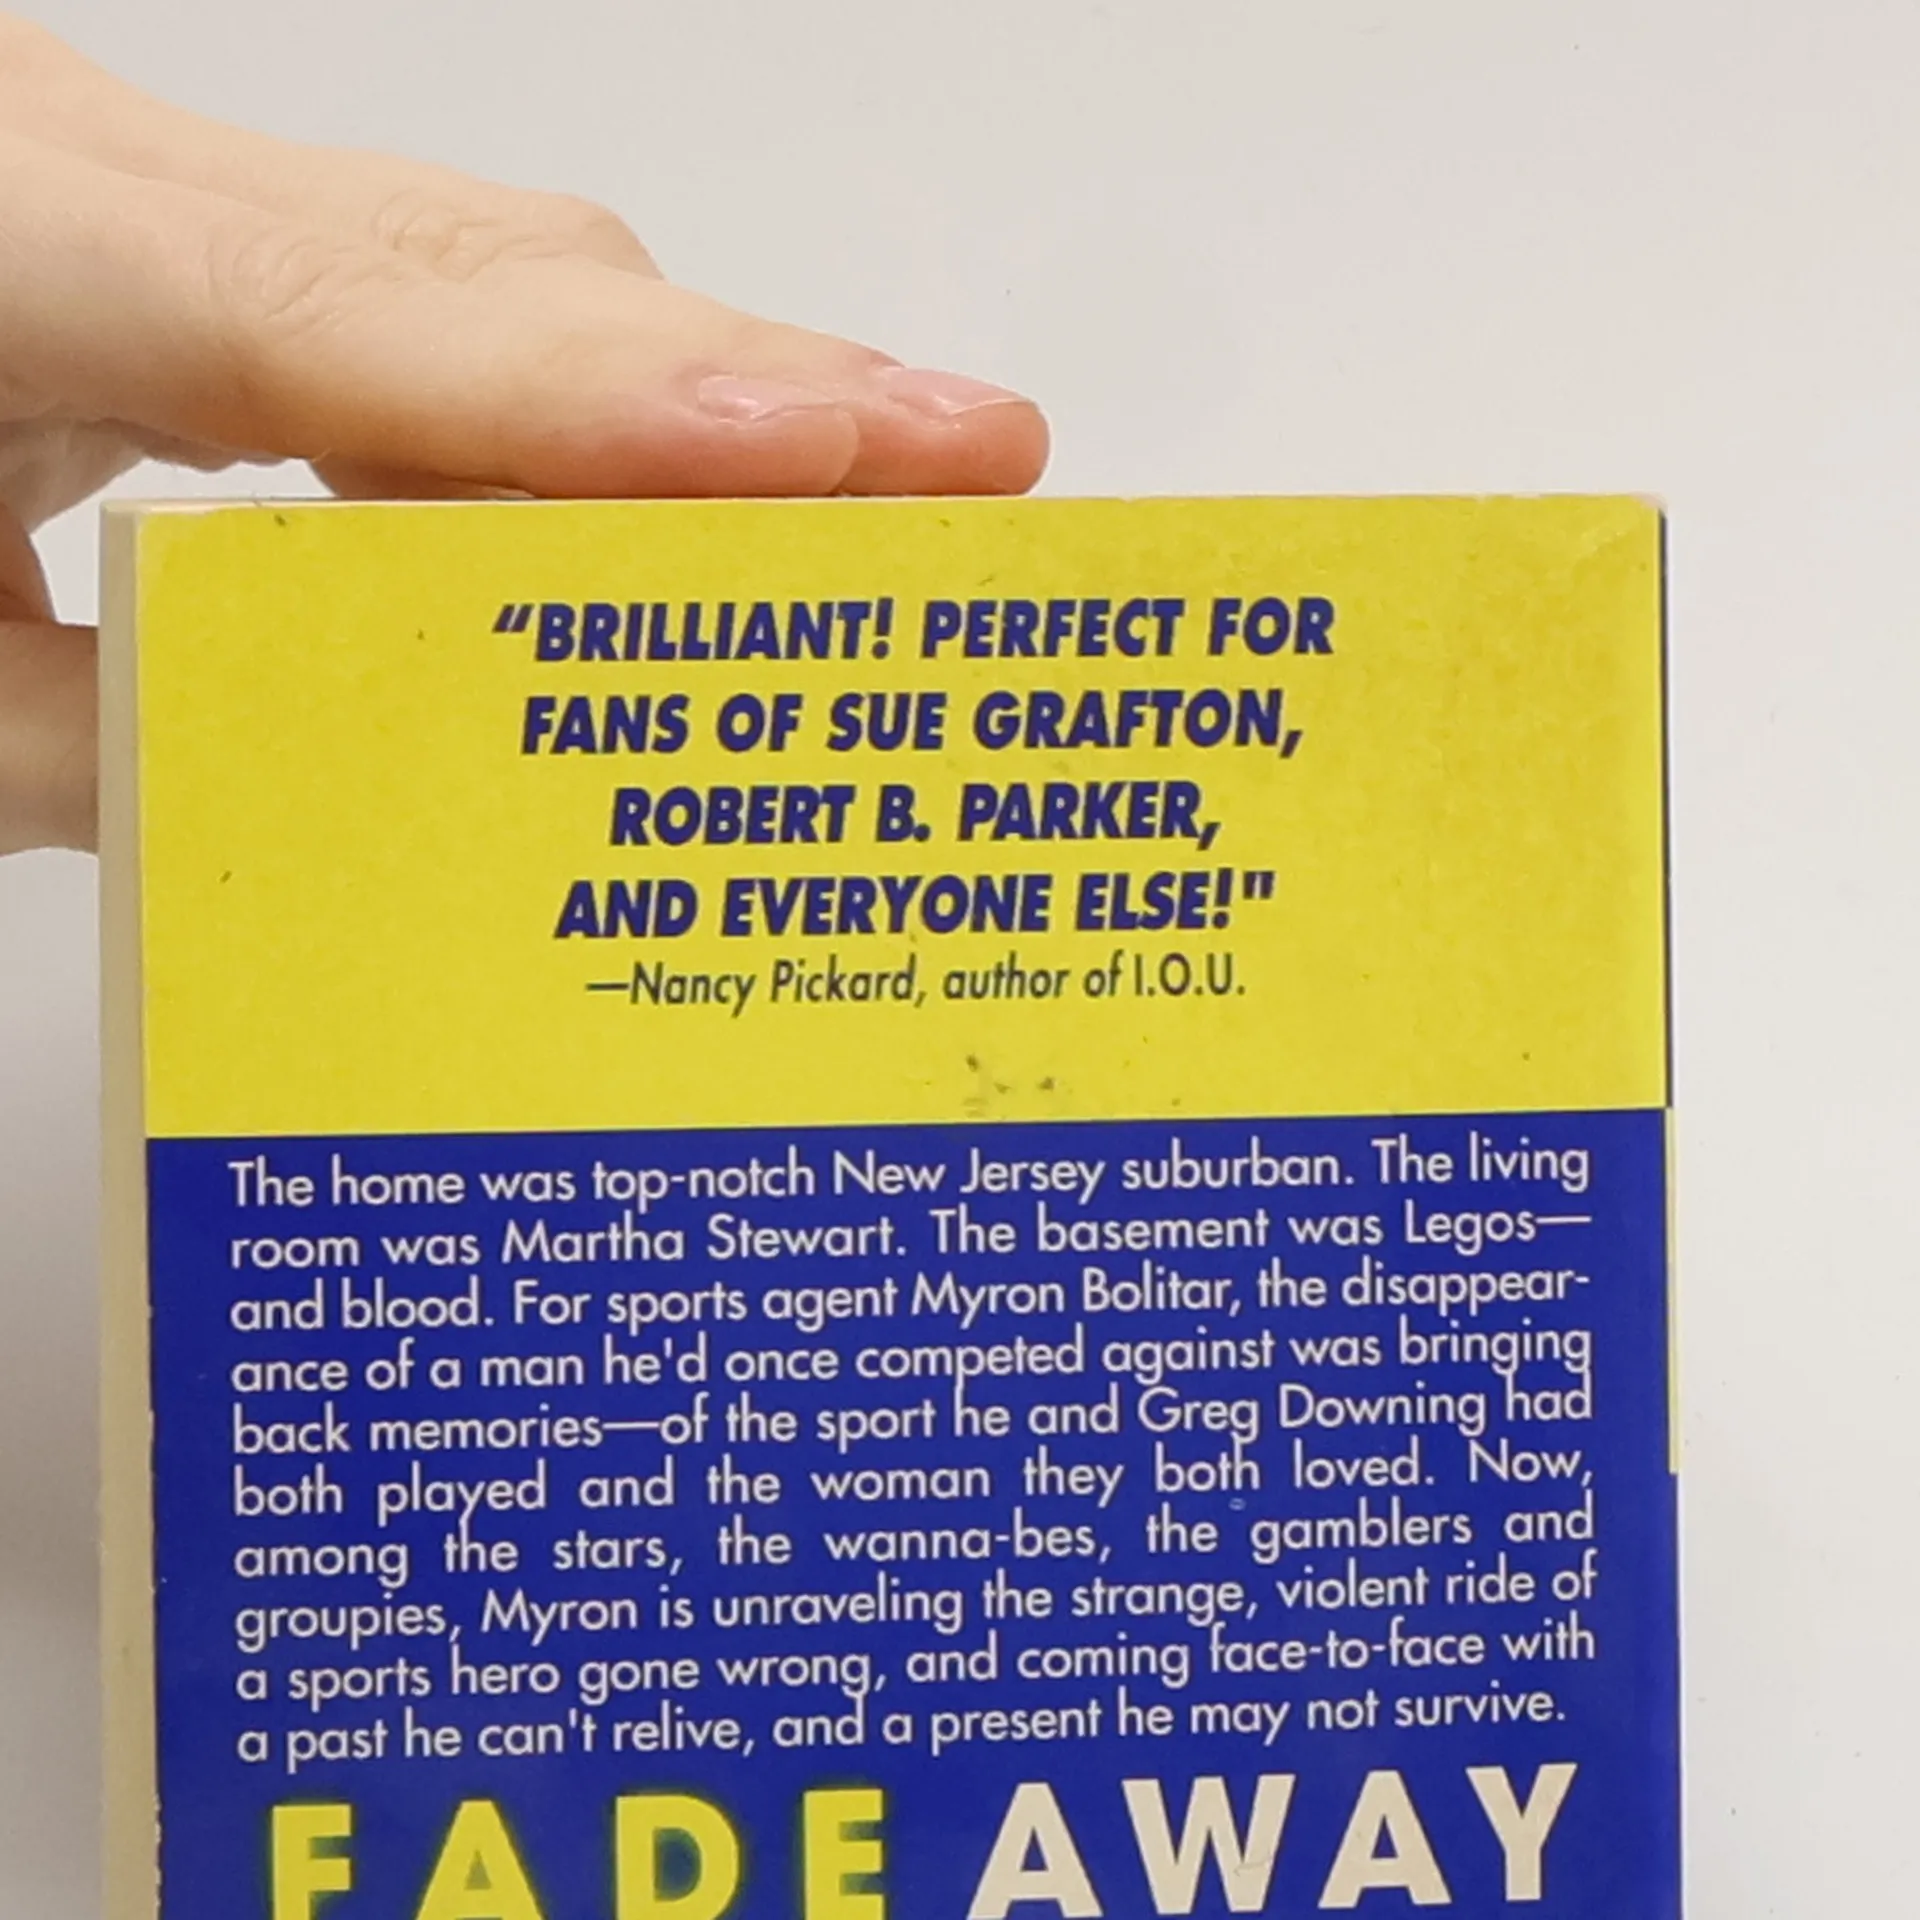 “BRILLIANT! PERFECT FOR
FANS OF SUE GRAFTON,
ROBERT B. PARKER,
AND EVERYONE ELSE!"
—Nancy Pickard, author of I.O.U.
The home was top-notch New Jersey suburban. The living
room was Martha Stewart. The basement was Legos—
and blood. For sports agent Myron Bolitar, the disappear-
ance of a man he'd once competed against was bringing
back memories—of the sport he and Greg Downing had
both played and the woman they both loved. Now,
among the stars, the wanna-bes, the gamblers and
groupies, Myron is unraveling the strange, violent ride of
a sports hero gone wrong, and coming face-to-face with
a past he can't relive, and a present he may not survive.
FADE AWAY